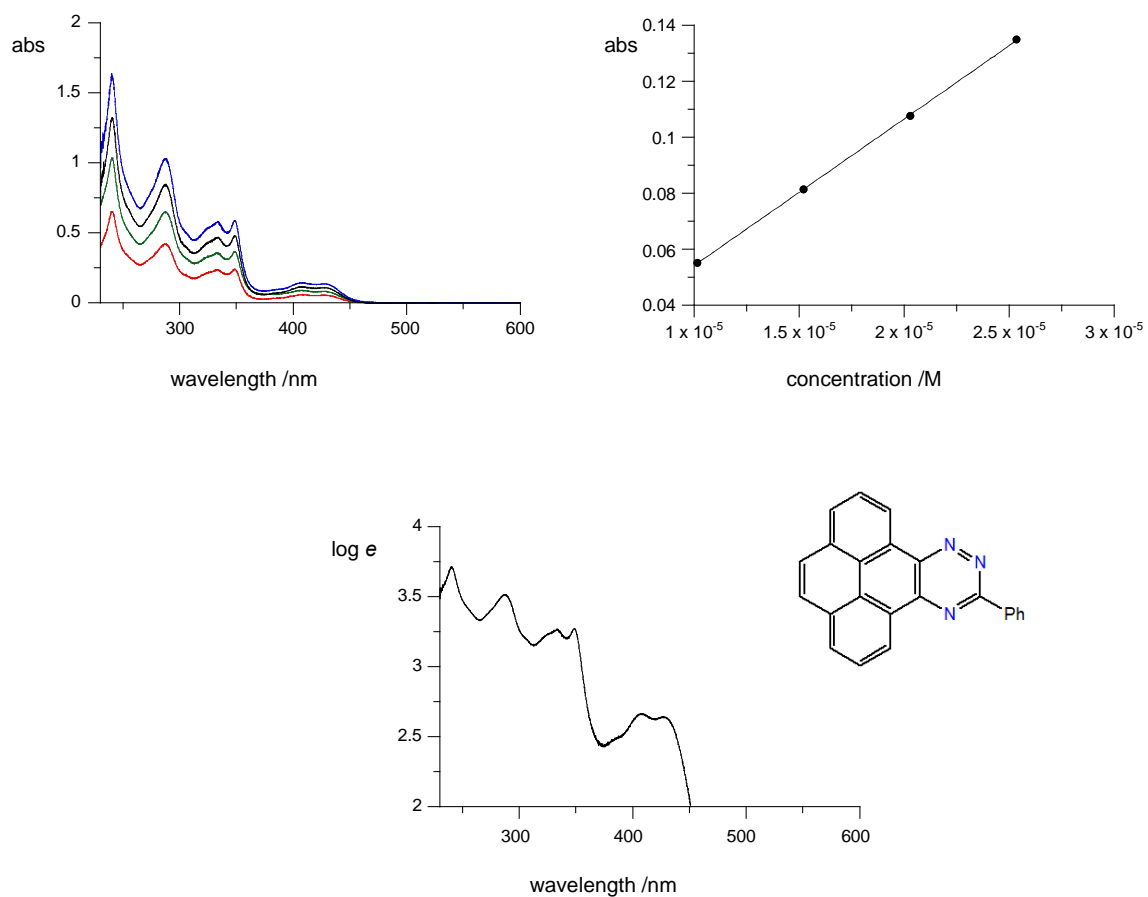 abs
2
1.5
1
0.5
0
300
400
500
600
wavelength /nm
abs
0.14
0.12
0.1
0.08
0.06
0.04
1 x 10⁻⁵
1.5 x 10⁻⁵
2 x 10⁻⁵
2.5 x 10⁻⁵
3 x 10⁻⁵
concentration /M
log e
4
3.5
3
2.5
2
300
400
500
600
wavelength /nm
N
N
N
Ph